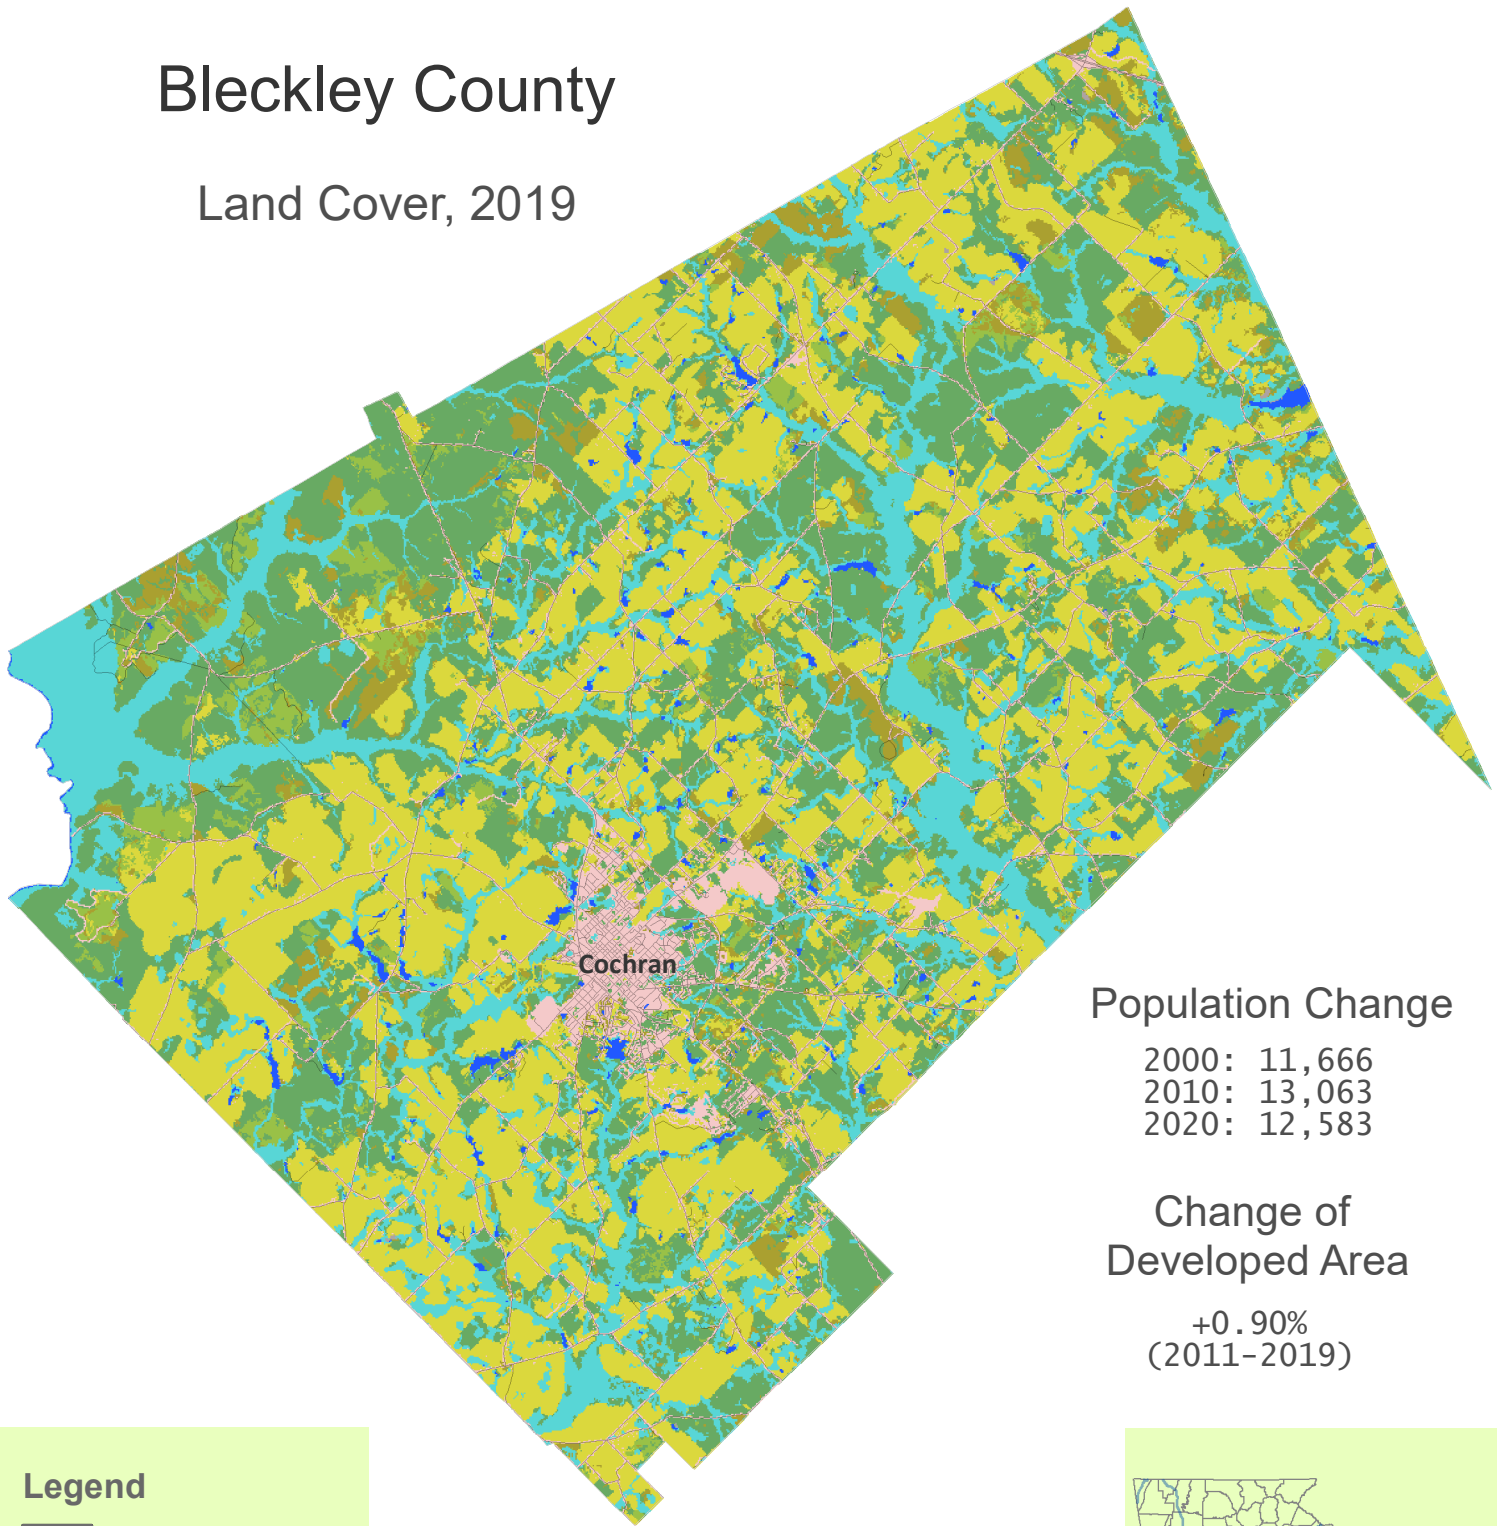 Bleckley County
Land Cover, 2019
Cochran
Population Change
2000: 11,666
2010: 13,063
2020: 12,583
Change of
Developed Area
+0.90%
(2011-2019)
Legend